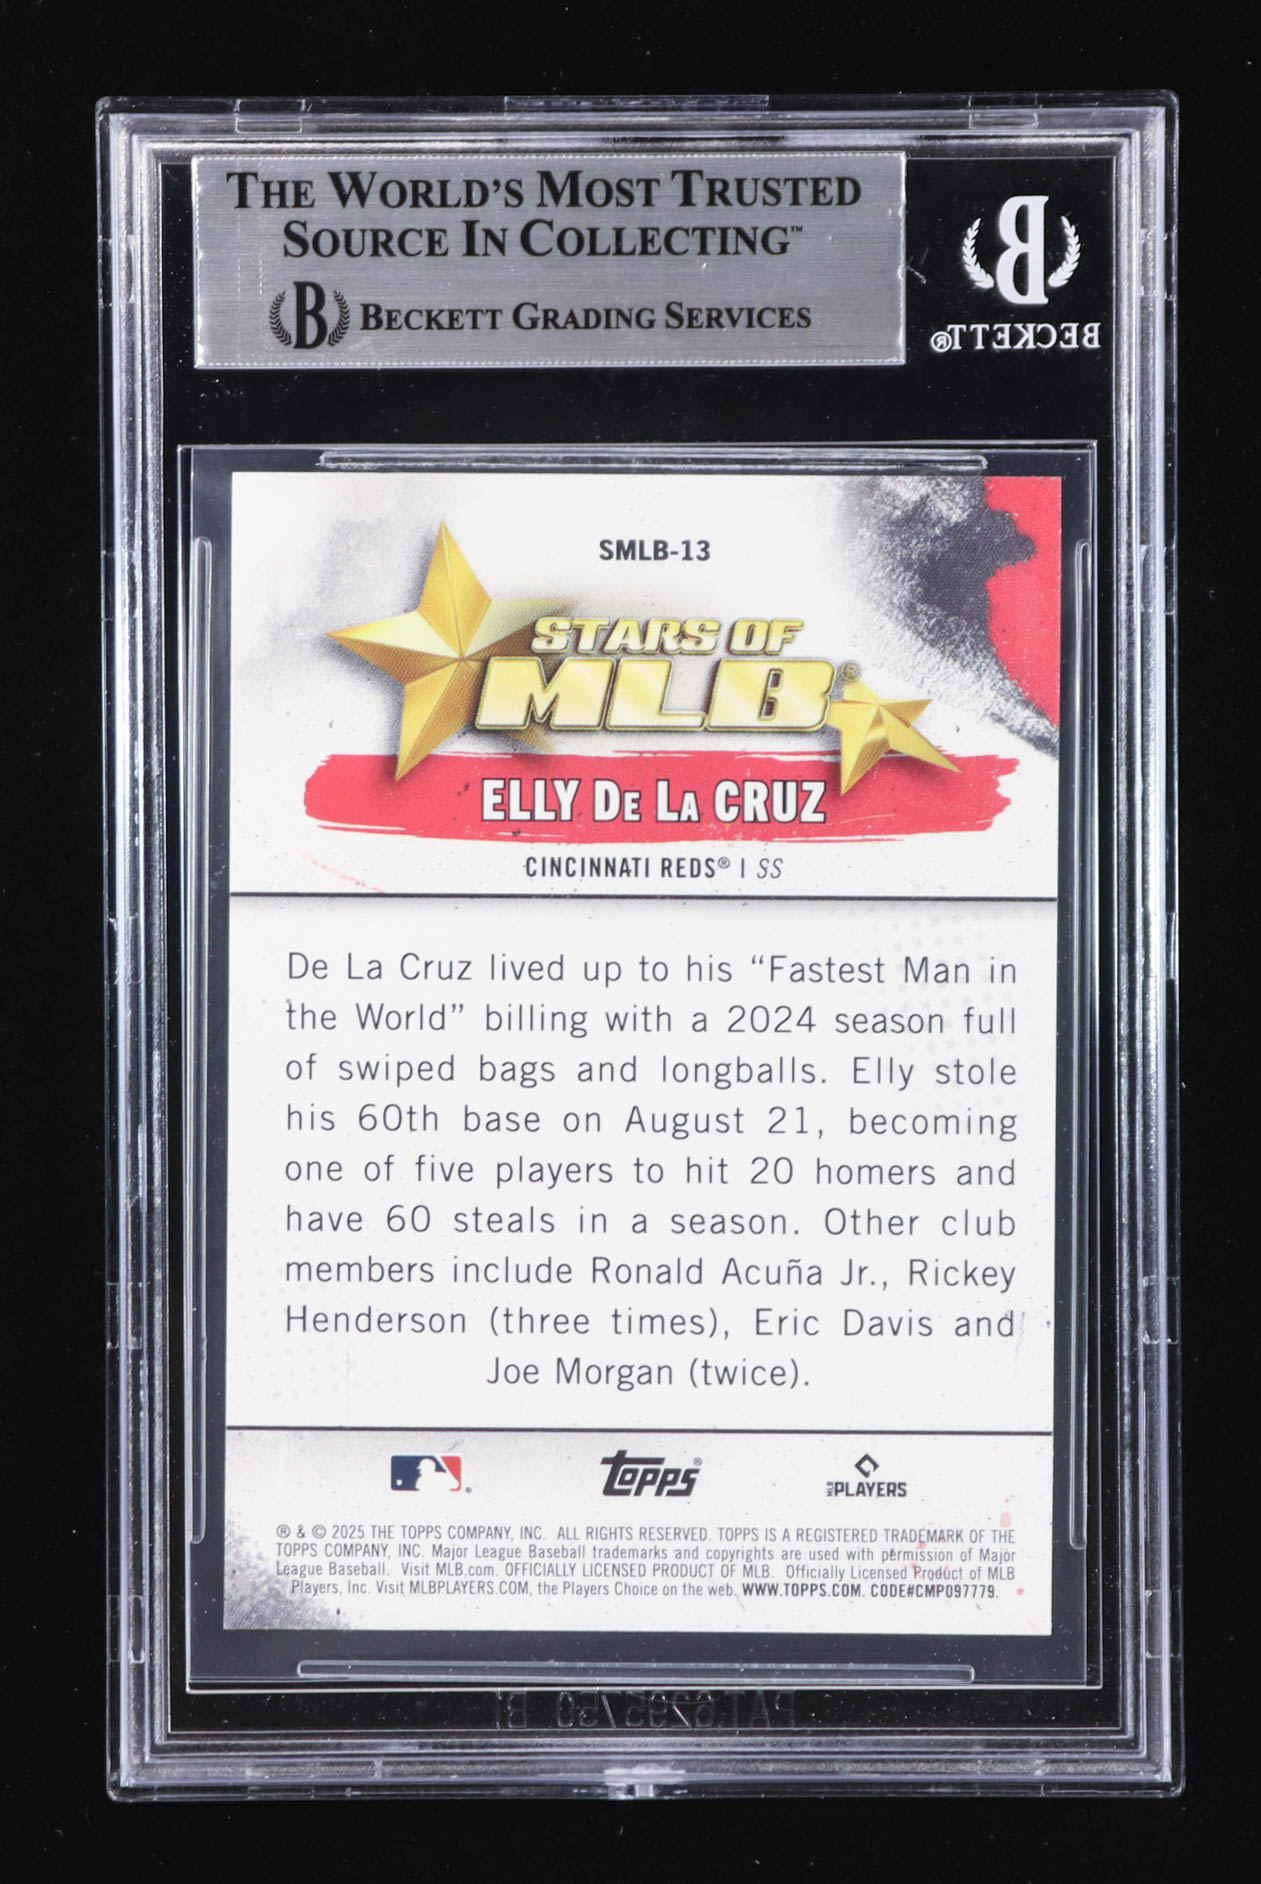 THE WORLD'S MOST TRUSTED
SOURCE IN COLLECTING™
B BECKETT GRADING SERVICES
B
BECKETT®
SMLB-13
STARS OF
MLB®
ELLY DE LA CRUZ
CINCINNATI REDS® | SS
De La Cruz lived up to his “Fastest Man in
the World” billing with a 2024 season full
of swiped bags and longballs. Elly stole
his 60th base on August 21, becoming
one of five players to hit 20 homers and
have 60 steals in a season. Other club
members include Ronald Acuña Jr., Rickey
Henderson (three times), Eric Davis and
Joe Morgan (twice).
topps®
MLB PLAYERS
® & © 2025 THE TOPPS COMPANY, INC. ALL RIGHTS RESERVED. TOPPS IS A REGISTERED TRADEMARK OF THE
TOPPS COMPANY, INC. Major League Baseball trademarks and copyrights are used with permission of Major
League Baseball. Visit MLB.com. OFFICIALLY LICENSED PRODUCT OF MLB. Officially Licensed Product of MLB
Players, Inc. Visit MLBPLAYERS.COM, the Players Choice on the web. WWW.TOPPS.COM. CODE#CMP097779.